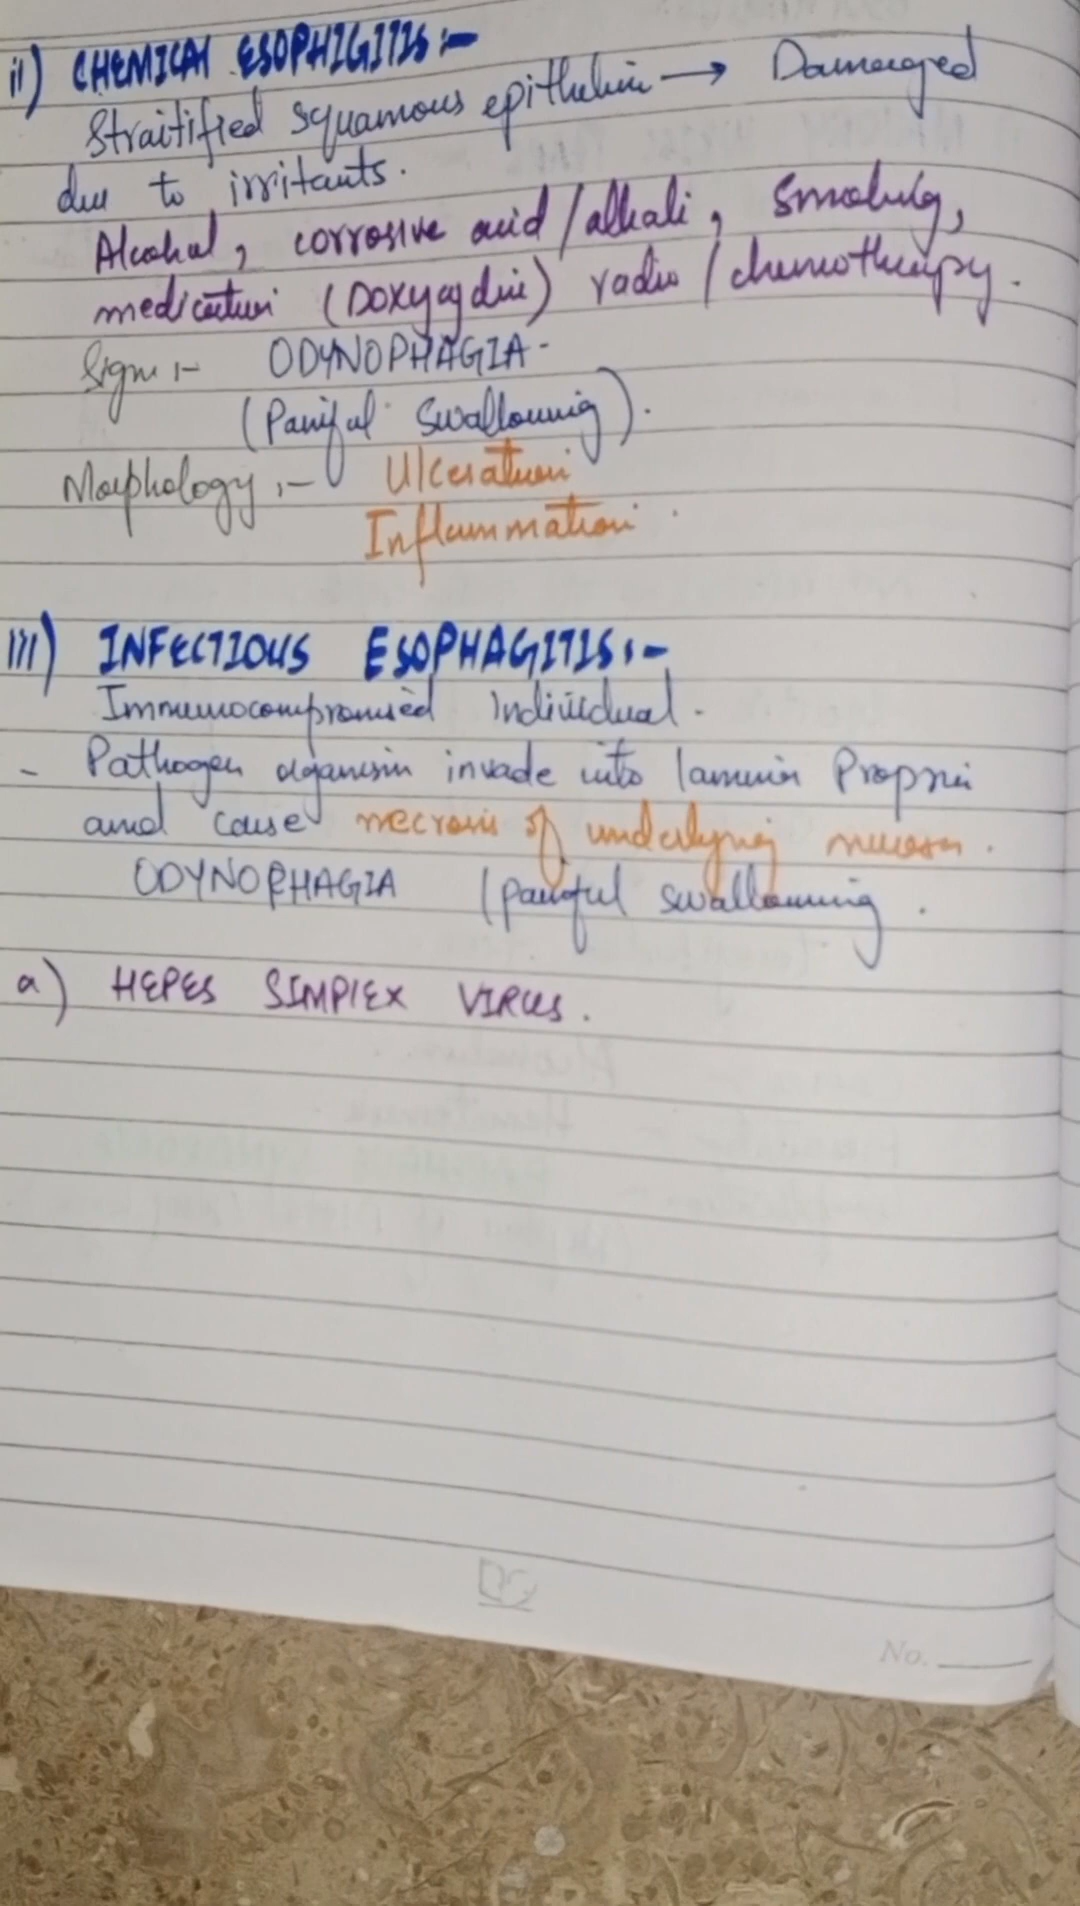 ii) CHEMICAL ESOPHIGITIS :-
Straitified squamous epithelium → Damaged
due to irritants.
Alcohal, corrosive acid / alkali, Smoking,
medication (Doxycycline) radio / chemotherapy.
Sign :- ODYNOPHAGIA -
(Painful Swallowing).
Morphology :- Ulceration
Inflammation.
iii) INFECTIOUS ESOPHAGITIS :-
Immunocompromised Individual.
- Pathogen organism invade into lamina Propria
and cause necrosis of underlying mucosa.
ODYNOPHAGIA (painful swallowing.
a) HEPES SIMPLEX VIRUS.
No.